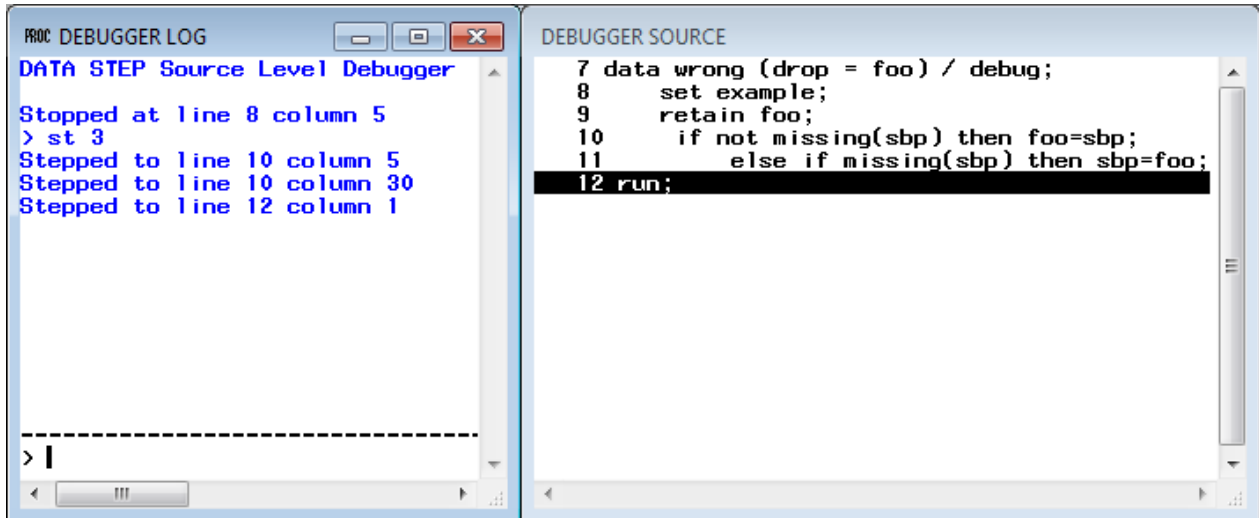 PROC DEBUGGER LOG
DATA STEP Source Level Debugger
Stopped at line 8 column 5
> st 3
Stepped to line 10 column 5
Stepped to line 10 column 30
Stepped to line 12 column 1
>
DEBUGGER SOURCE
7 data wrong (drop = foo) / debug;
8 set example;
9 retain foo;
10 if not missing(sbp) then foo=sbp;
11 else if missing(sbp) then sbp=foo;
12 run;